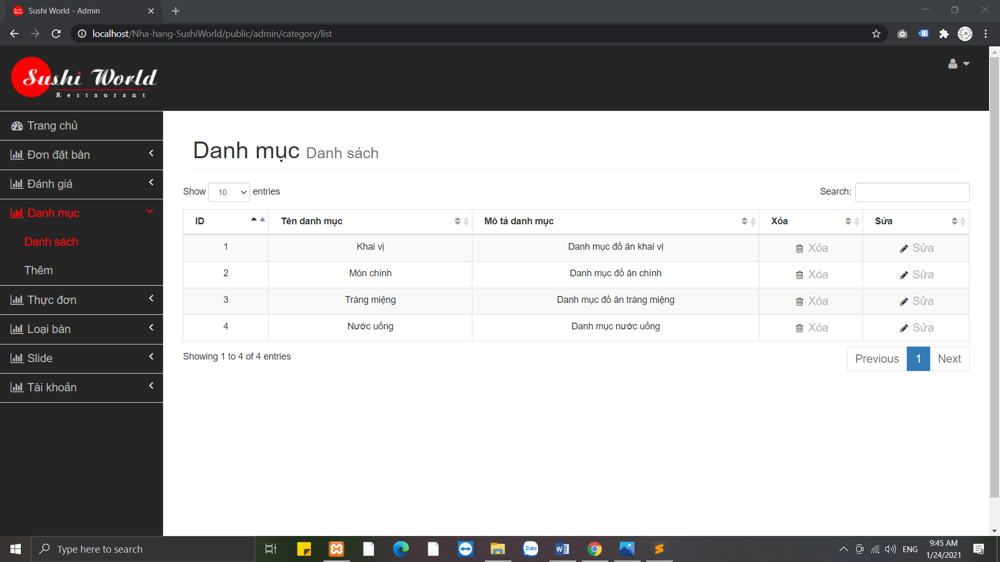 Sushi World - Admin
localhost/Nha-hang-SushiWorld/public/admin/category/list
Sushi World
Restaurant
Trang chủ
Đơn đặt bàn
Đánh giá
Danh mục
Danh sách
Thêm
Thực đơn
Loại bàn
Slide
Tài khoản
Danh mục Danh sách
Show 10 entries
Search:
ID Tên danh mục Mô tả danh mục Xóa Sửa
1 Khai vị Danh mục đồ ăn khai vị Xóa Sửa
2 Món chính Danh mục đồ ăn chính Xóa Sửa
3 Tráng miệng Danh mục đồ ăn tráng miệng Xóa Sửa
4 Nước uống Danh mục nước uống Xóa Sửa
Showing 1 to 4 of 4 entries
Previous 1 Next
Type here to search
Zalo
ENG
9:45 AM
1/24/2021